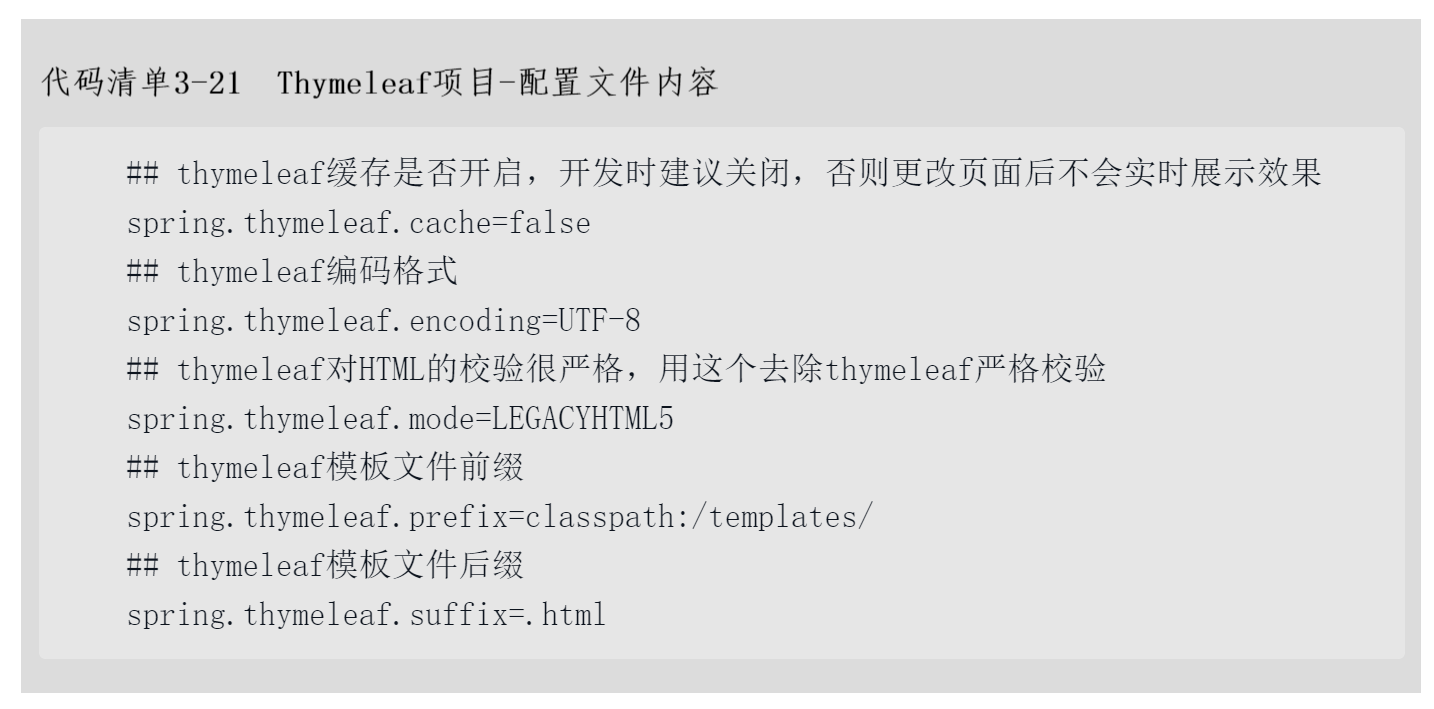 代码清单3-21　Thymeleaf项目-配置文件内容
## thymeleaf缓存是否开启，开发时建议关闭，否则更改页面后不会实时展示效果
spring.thymeleaf.cache=false
## thymeleaf编码格式
spring.thymeleaf.encoding=UTF-8
## thymeleaf对HTML的校验很严格，用这个去除thymeleaf严格校验
spring.thymeleaf.mode=LEGACYHTML5
## thymeleaf模板文件前缀
spring.thymeleaf.prefix=classpath:/templates/
## thymeleaf模板文件后缀
spring.thymeleaf.suffix=.html